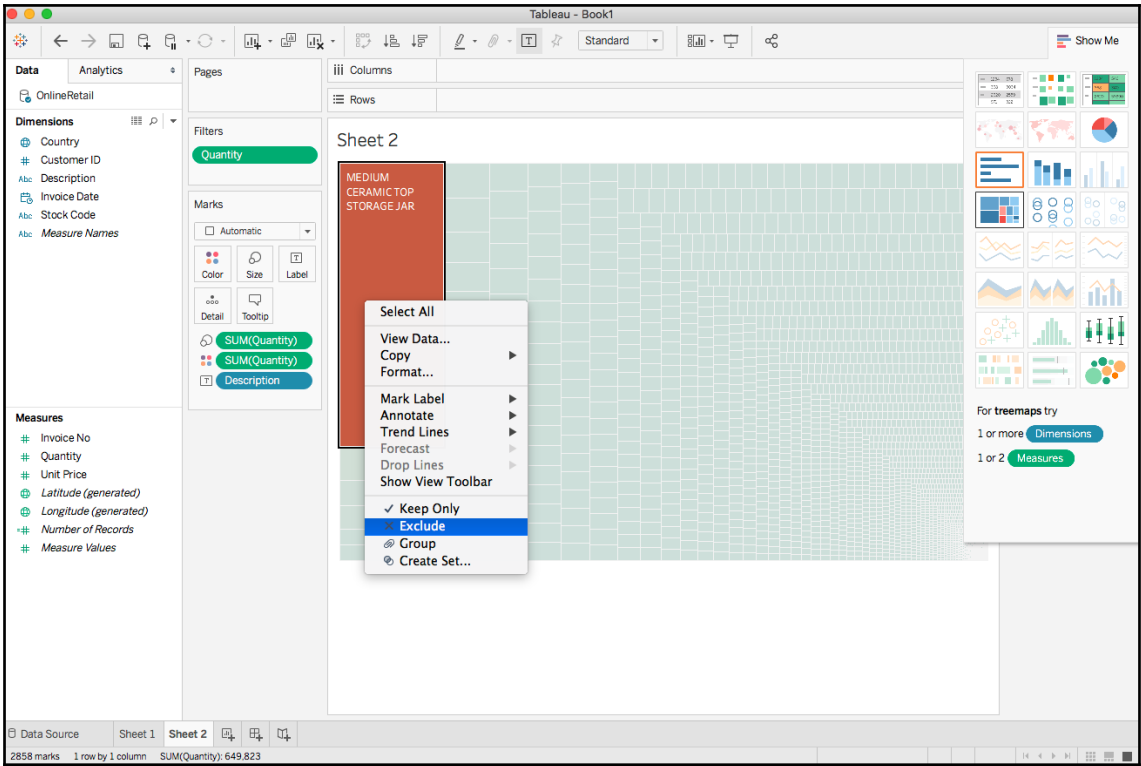 Tableau - Book1
Standard
Show Me
Data
Analytics
OnlineRetail
Dimensions
Country
# Customer ID
Abc Description
Invoice Date
Abc Stock Code
Abc Measure Names
Measures
# Invoice No
# Quantity
# Unit Price
Latitude (generated)
Longitude (generated)
=# Number of Records
# Measure Values
Pages
Filters
Quantity
Marks
Automatic
Color
Size
Label
Detail
Tooltip
SUM(Quantity)
SUM(Quantity)
Description
iii Columns
Rows
Sheet 2
MEDIUM
CERAMIC TOP
STORAGE JAR
Select All
View Data...
Copy
Format...
Mark Label
Annotate
Trend Lines
Forecast
Drop Lines
Show View Toolbar
Keep Only
Exclude
Group
Create Set...
For treemaps try
1 or more Dimensions
1 or 2 Measures
Data Source
Sheet 1
Sheet 2
2858 marks 1 row by 1 column SUM(Quantity): 649,823